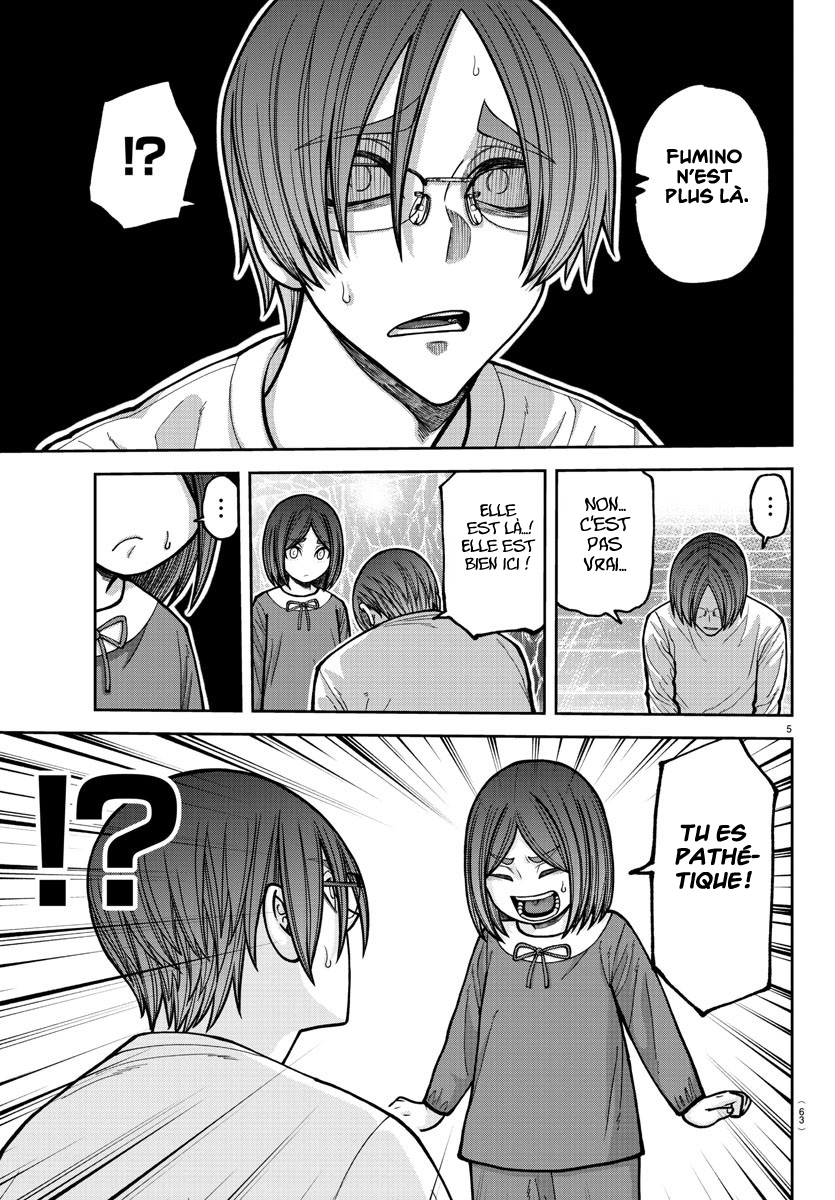 FUMINO
N'EST
PLUS LÀ.
!?
...
NON...
C'EST
PAS
VRAI...
ELLE
EST LÀ...!
ELLE EST
BIEN ICI !
...
5
TU ES
PATHÉ-
TIQUE !
!?
(63)